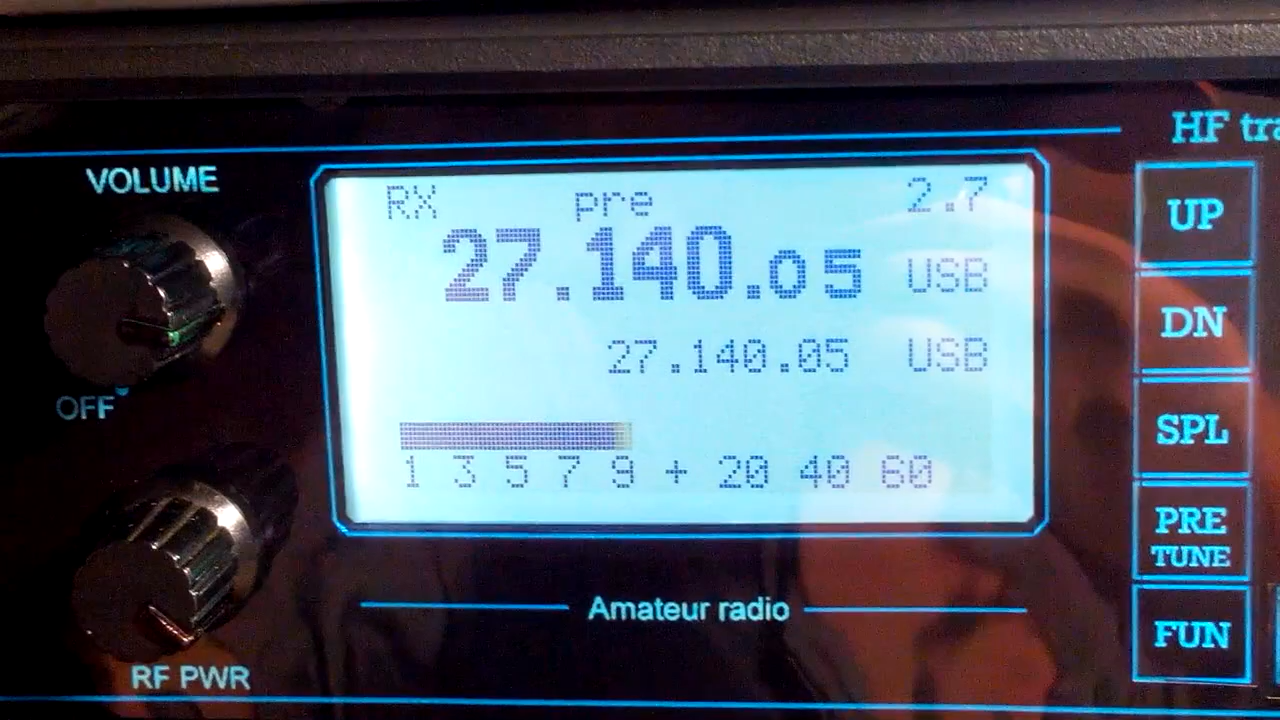 HF tra
VOLUME
OFF
RF PWR
RX pre 2.7
27.140.05 USB
27.140.05 USB
1 3 5 7 9 + 20 40 60
Amateur radio
UP
DN
SPL
PRE
TUNE
FUN